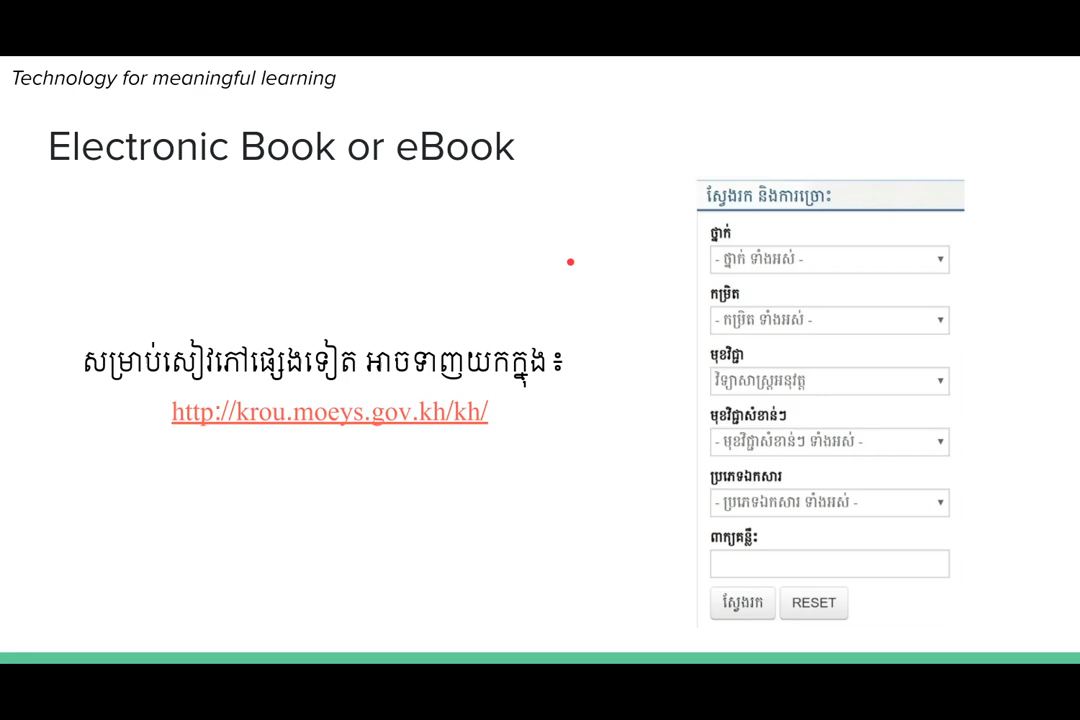 Technology for meaningful learning
Electronic Book or eBook
សម្រាប់សៀវភៅផ្សេងទៀត អាចទាញយកក្នុង ៖
http://krou.moeys.gov.kh/kh/
ស្វែងរក និងការច្រោះ
ថ្នាក់
- ថ្នាក់ ទាំងអស់ -
កម្រិត
- កម្រិត ទាំងអស់ -
មុខវិជ្ជា
វិទ្យាសាស្ត្រអនុវត្ត
មុខវិជ្ជាសំខាន់ៗ
- មុខវិជ្ជាសំខាន់ៗ ទាំងអស់ -
ប្រភេទឯកសារ
- ប្រភេទឯកសារ ទាំងអស់ -
ពាក្យគន្លឹះ
ស្វែងរក RESET